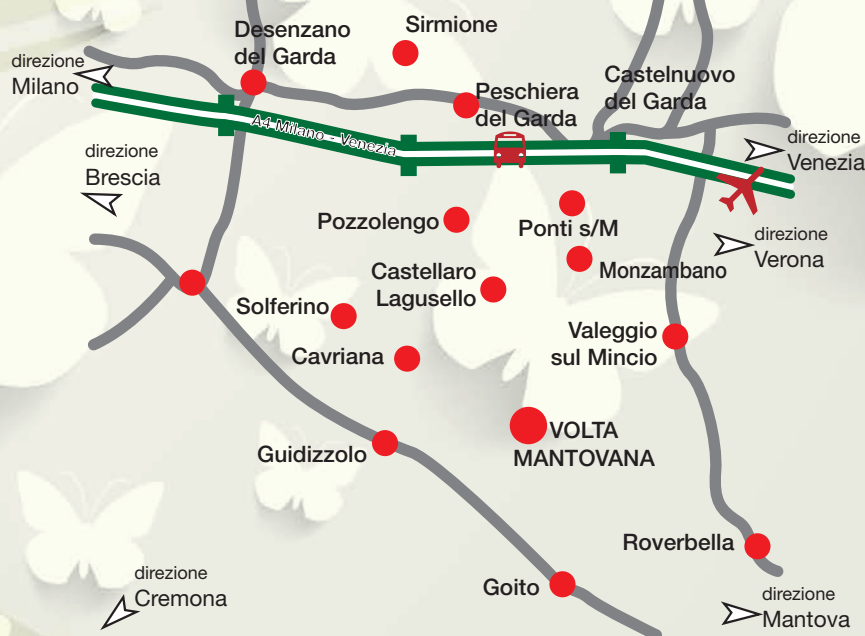 Sirmione
Desenzano
del Garda
direzione
Milano
Peschiera
del Garda
Castelnuovo
del Garda
A4 Milano - Venezia
direzione
Venezia
direzione
Brescia
Pozzolengo
Ponti s/M
direzione
Verona
Monzambano
Castellaro
Lagusello
Solferino
Valeggio
sul Mincio
Cavriana
VOLTA
MANTOVANA
Guidizzolo
Roverbella
Goito
direzione
Cremona
direzione
Mantova